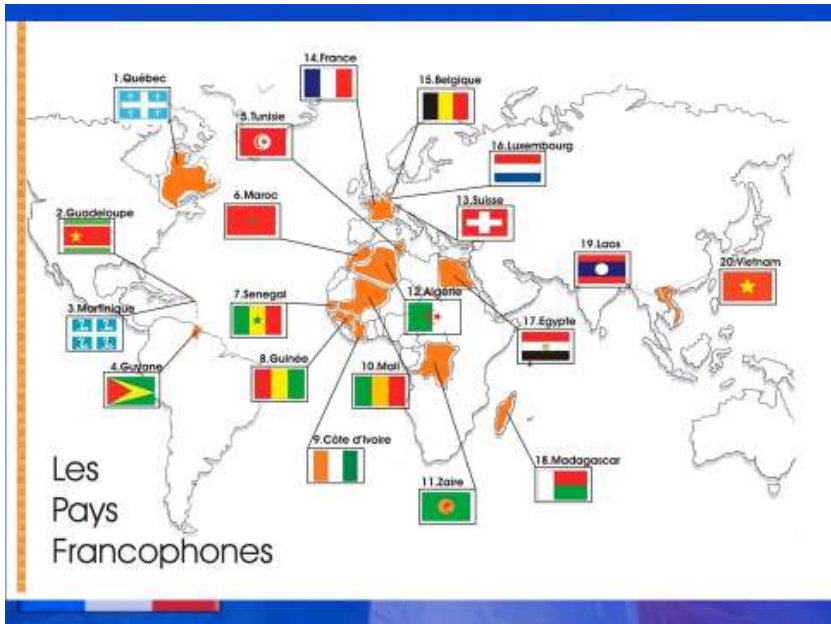 14.France
1.Québec
15.Belgique
5.Tunisie
16.Luxembourg
6.Maroc
13.Suisse
2.Guadeloupe
19.Laos
20.Vietnam
7.Senegal
12.Algérie
3.Martinique
17.Egypte
8.Guinée
10.Mali
4.Guyane
9.Côte d'Ivoire
18.Madagascar
11.Zaire
Les
Pays
Francophones